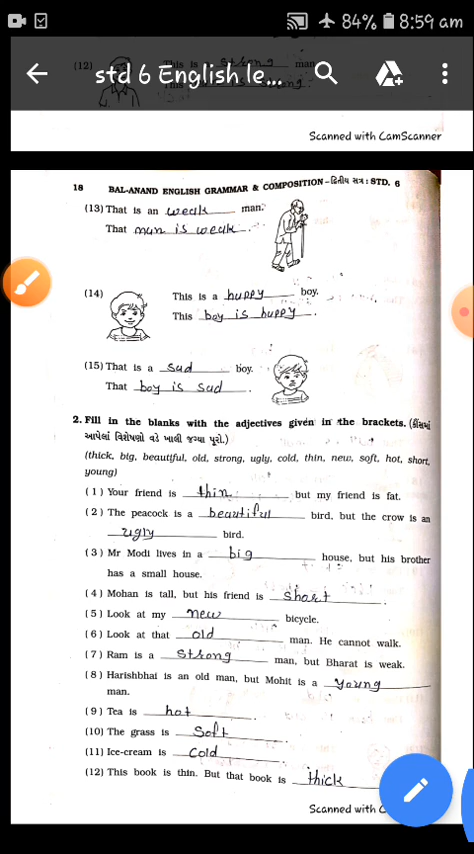 84% 8:59 am
(12) This is strong man
This is strong
std 6 English le...
Scanned with CamScanner
18 BAL-ANAND ENGLISH GRAMMAR & COMPOSITION – દ્વિતીય સત્ર : STD. 6
(13) That is an weak man.
That man is weak.
(14) This is a happy boy.
This boy is happy.
(15) That is a sad boy.
That boy is sad.
2. Fill in the blanks with the adjectives given in the brackets. (કૌંસમાં
આપેલાં વિશેષણો વડે ખાલી જગ્યા પૂરો.)
(thick, big, beautiful, old, strong, ugly, cold, thin, new, soft, hot, short,
young)
(1) Your friend is thin but my friend is fat.
(2) The peacock is a beautiful bird, but the crow is an
ugly bird.
(3) Mr Modi lives in a big house, but his brother
has a small house.
(4) Mohan is tall, but his friend is short.
(5) Look at my new bicycle.
(6) Look at that old man. He cannot walk.
(7) Ram is a strong man, but Bharat is weak.
(8) Harishbhai is an old man, but Mohit is a young
man.
(9) Tea is hot.
(10) The grass is soft.
(11) Ice-cream is cold.
(12) This book is thin. But that book is thick
Scanned with C